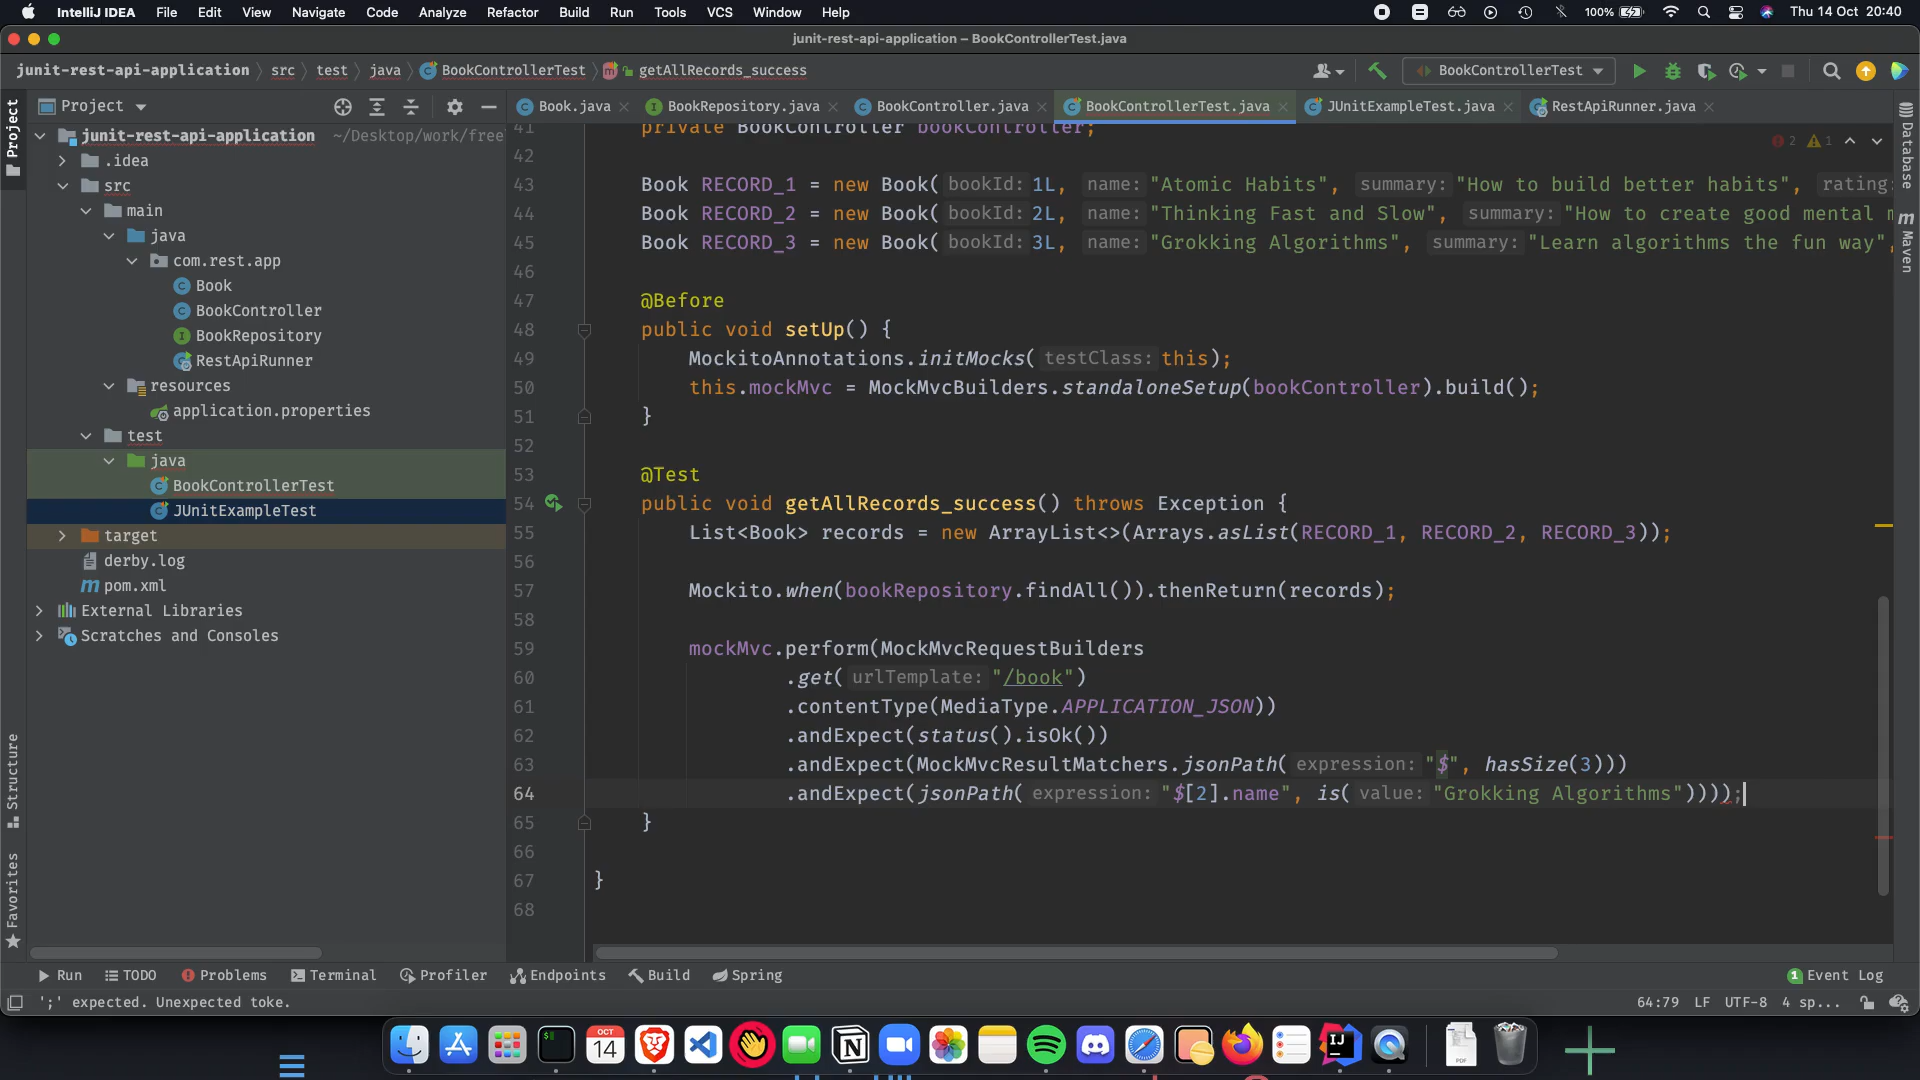 IntelliJ IDEA File Edit View Navigate Code Analyze Refactor Build Run Tools VCS Window Help 100% Thu 14 Oct 20:40
junit-rest-api-application – BookControllerTest.java
junit-rest-api-application src test java BookControllerTest getAllRecords_success BookControllerTest
Project
Book.java BookRepository.java BookController.java BookControllerTest.java JUnitExampleTest.java RestApiRunner.java
junit-rest-api-application ~/Desktop/work/free
.idea
src
main
java
com.rest.app
Book
BookController
BookRepository
RestApiRunner
resources
application.properties
test
java
BookControllerTest
JUnitExampleTest
target
derby.log
pom.xml
External Libraries
Scratches and Consoles
Project
Structure
Favorites
Database
Maven
2 1
41 private BookController bookController;
42
43 Book RECORD_1 = new Book( bookId: 1L, name: "Atomic Habits", summary: "How to build better habits", rating:
44 Book RECORD_2 = new Book( bookId: 2L, name: "Thinking Fast and Slow", summary: "How to create good mental m
45 Book RECORD_3 = new Book( bookId: 3L, name: "Grokking Algorithms", summary: "Learn algorithms the fun way",
46
47 @Before
48 public void setUp() {
49 MockitoAnnotations.initMocks( testClass: this);
50 this.mockMvc = MockMvcBuilders.standaloneSetup(bookController).build();
51 }
52
53 @Test
54 public void getAllRecords_success() throws Exception {
55 List<Book> records = new ArrayList<>(Arrays.asList(RECORD_1, RECORD_2, RECORD_3));
56
57 Mockito.when(bookRepository.findAll()).thenReturn(records);
58
59 mockMvc.perform(MockMvcRequestBuilders
60 .get( urlTemplate: "/book")
61 .contentType(MediaType.APPLICATION_JSON))
62 .andExpect(status().isOk())
63 .andExpect(MockMvcResultMatchers.jsonPath( expression: "$", hasSize(3)))
64 .andExpect(jsonPath( expression: "$[2].name", is( value: "Grokking Algorithms"))));
65 }
66
67 }
68
Run TODO Problems Terminal Profiler Endpoints Build Spring 1 Event Log
';' expected. Unexpected toke. 64:79 LF UTF-8 4 sp...
OCT
14
N
IJ
PDF